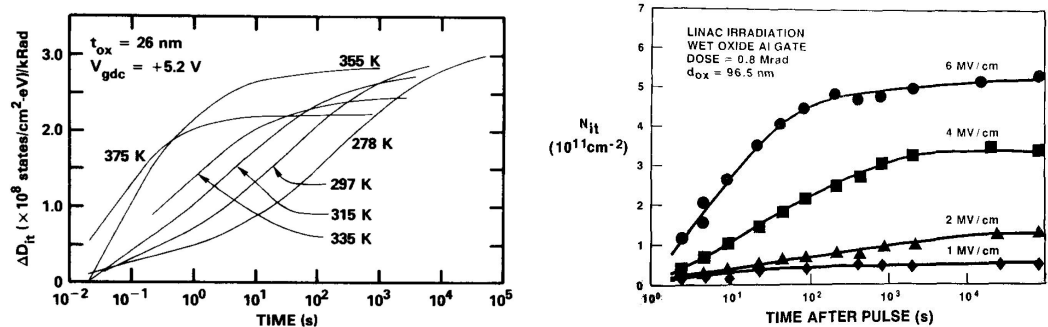 ΔD_it (× 10^8 states/cm^2-eV)/kRad
3.0
2.0
1.0
0
t_ox = 26 nm
V_gdc = +5.2 V
355 K
375 K
278 K
297 K
315 K
335 K
10^-2
10^-1
10^0
10^1
10^2
10^3
10^4
10^5
TIME (s)
N_it
(10^11 cm^-2)
7
6
5
4
3
2
1
0
LINAC IRRADIATION
WET OXIDE Al GATE
DOSE = 0.8 Mrad
d_ox = 96.5 nm
6 MV/cm
4 MV/cm
2 MV/cm
1 MV/cm
10^0
10^1
10^2
10^3
10^4
TIME AFTER PULSE (s)